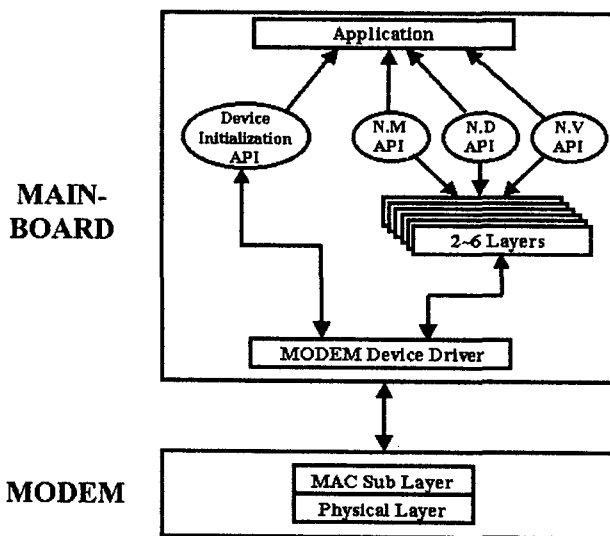 Application
Device
Initialization
API
N.M
API
N.D
API
N.V
API
MAIN-
BOARD
2~6 Layers
MODEM Device Driver
MODEM
MAC Sub Layer
Physical Layer